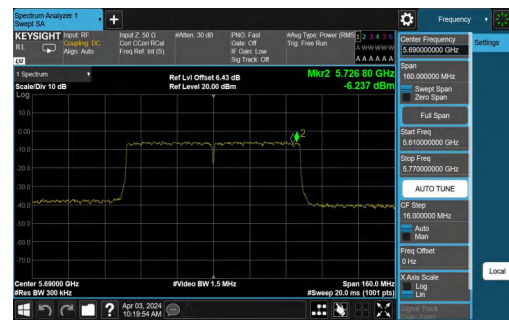 Spectrum Analyzer 1
Swept SA
Frequency
KEYSIGHT
Input: RF
Input Z: 50 Ω
#Atten: 30 dB
PNO: Fast
#Avg Type: Power (RMS
1 2 3 4 5 6
RL
Coupling: DC
Corr CCorr RCal
Gate: Off
Trig: Free Run
A W W W W W
Align: Auto
Freq Ref: Int (S)
IF Gain: Low
Sig Track: Off
A A A A A A
1 Spectrum
Scale/Div 10 dB
Ref Lvl Offset 6.43 dB
Ref Level 20.00 dBm
Mkr2 5.726 80 GHz
-6.237 dBm
Log
10.0
0.00
-10.0
-20.0
-30.0
-40.0
-50.0
-60.0
-70.0
2
Center 5.69000 GHz
#Res BW 300 kHz
#Video BW 1.5 MHz
Span 160.0 MHz
#Sweep 20.0 ms (1001 pts)
Apr 03, 2024
10:19:54 AM
Center Frequency
5.690000000 GHz
Settings
Span
160.000000 MHz
Swept Span
Zero Span
Full Span
Start Freq
5.610000000 GHz
Stop Freq
5.770000000 GHz
AUTO TUNE
CF Step
16.000000 MHz
Auto
Man
Freq Offset
0 Hz
X Axis Scale
Log
Lin
Local
Signal Track